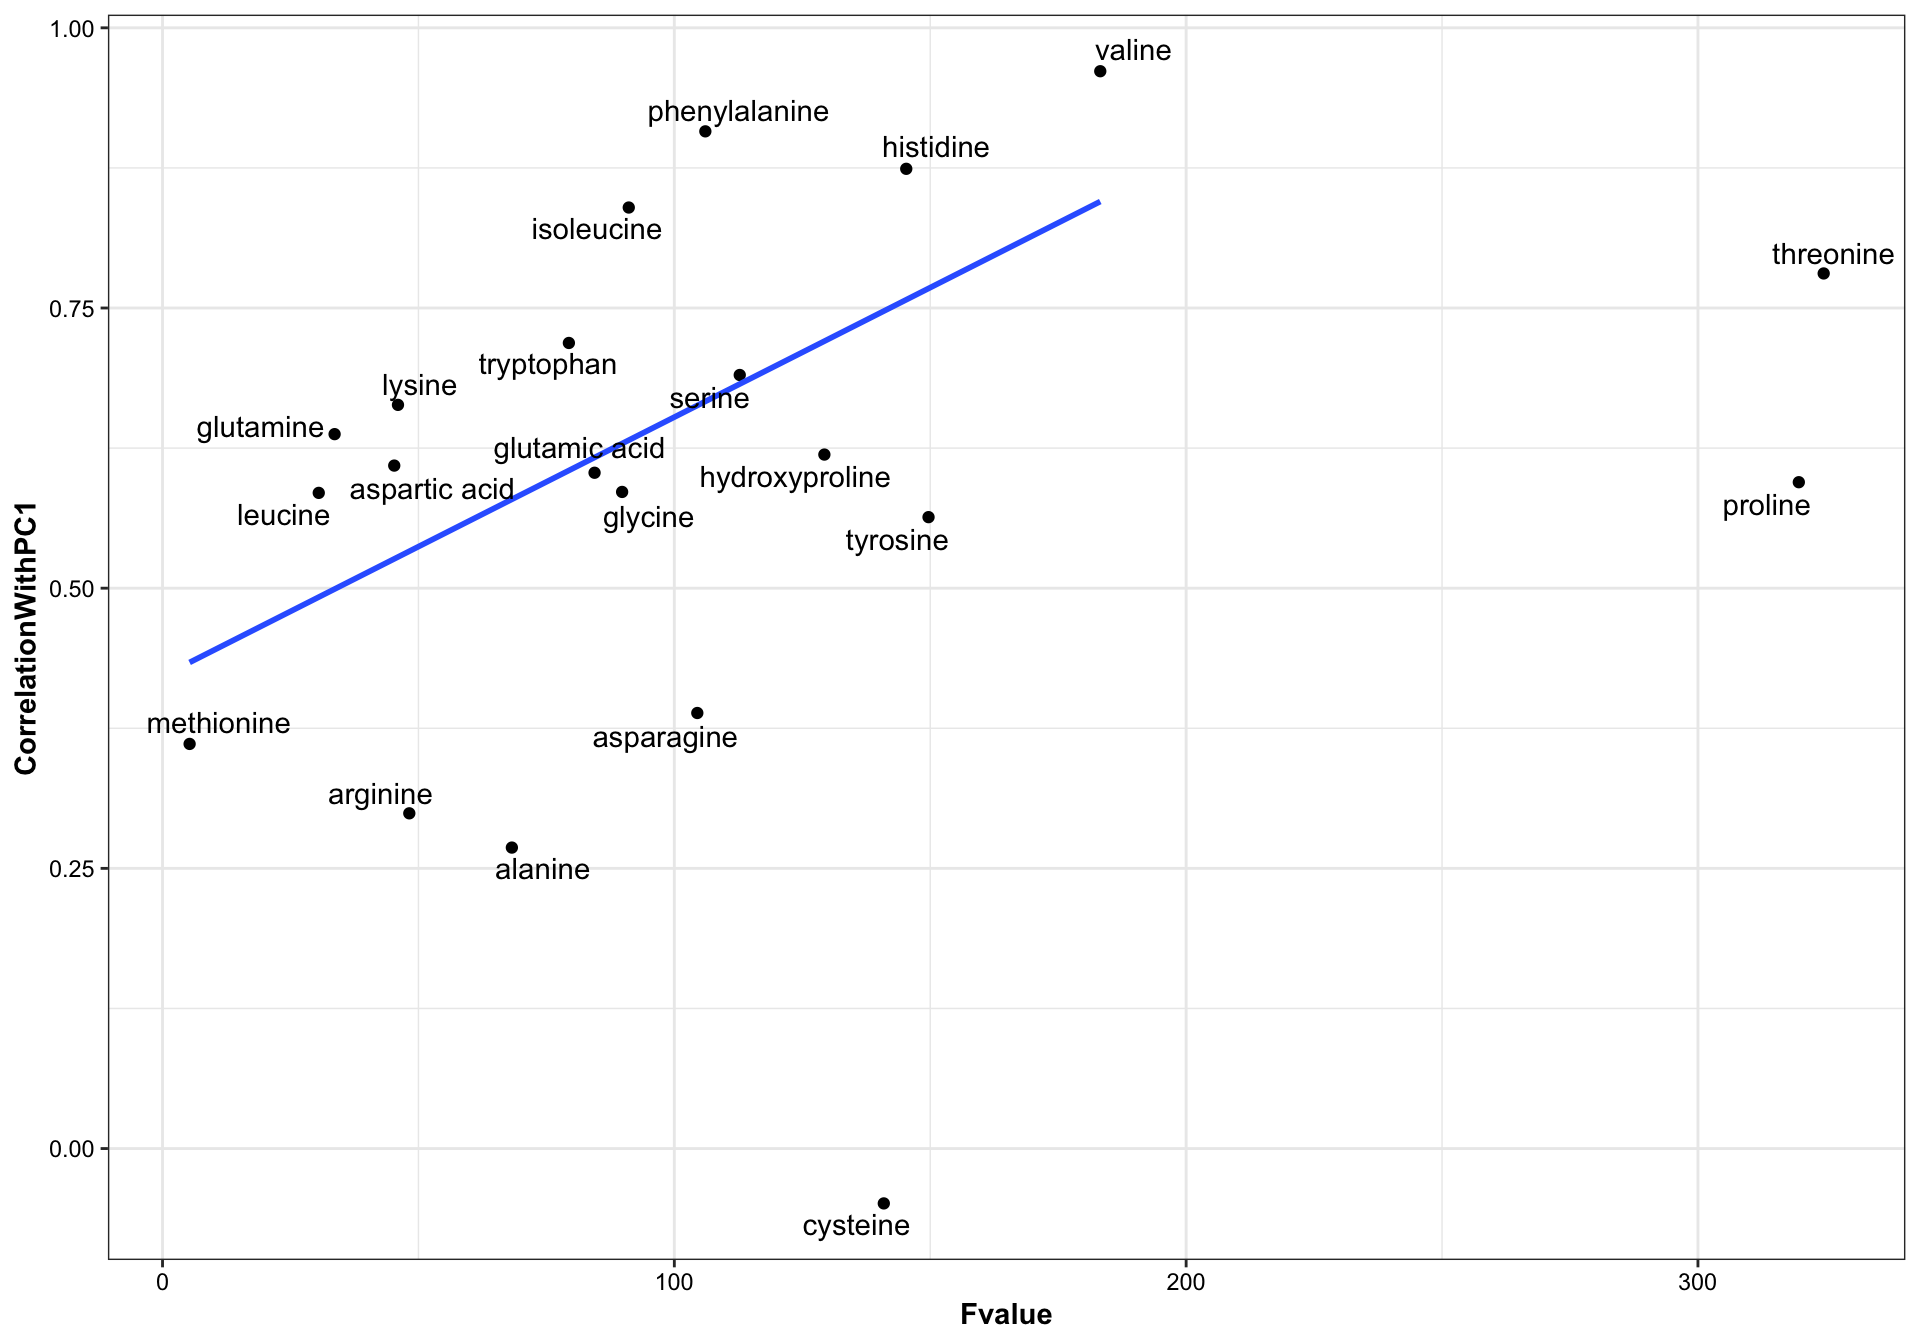 1.00
valine
phenylalanine
histidine
isoleucine
threonine
0.75
tryptophan
lysine
serine
glutamine
glutamic acid
hydroxyproline
aspartic acid
proline
leucine
glycine
tyrosine
0.50
CorrelationWithPC1
methionine
asparagine
arginine
0.25
alanine
0.00
cysteine
0 100 200 300
Fvalue